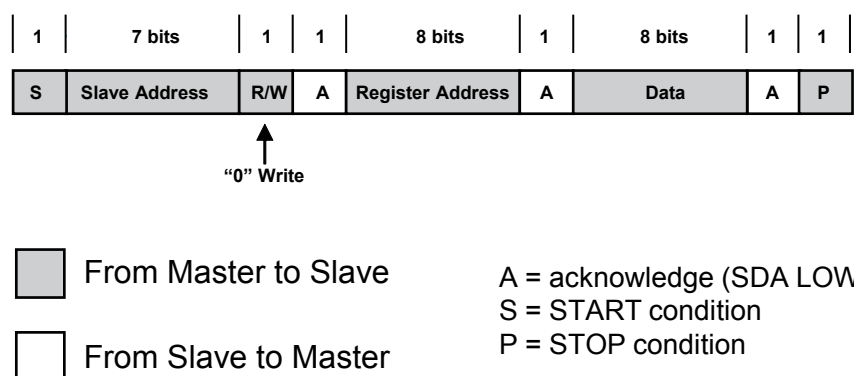 1 7 bits 1 1 8 bits 1 8 bits 1 1
S Slave Address R/W A Register Address A Data A P
“0” Write
From Master to Slave
A = acknowledge (SDA LOW
S = START condition
From Slave to Master
P = STOP condition